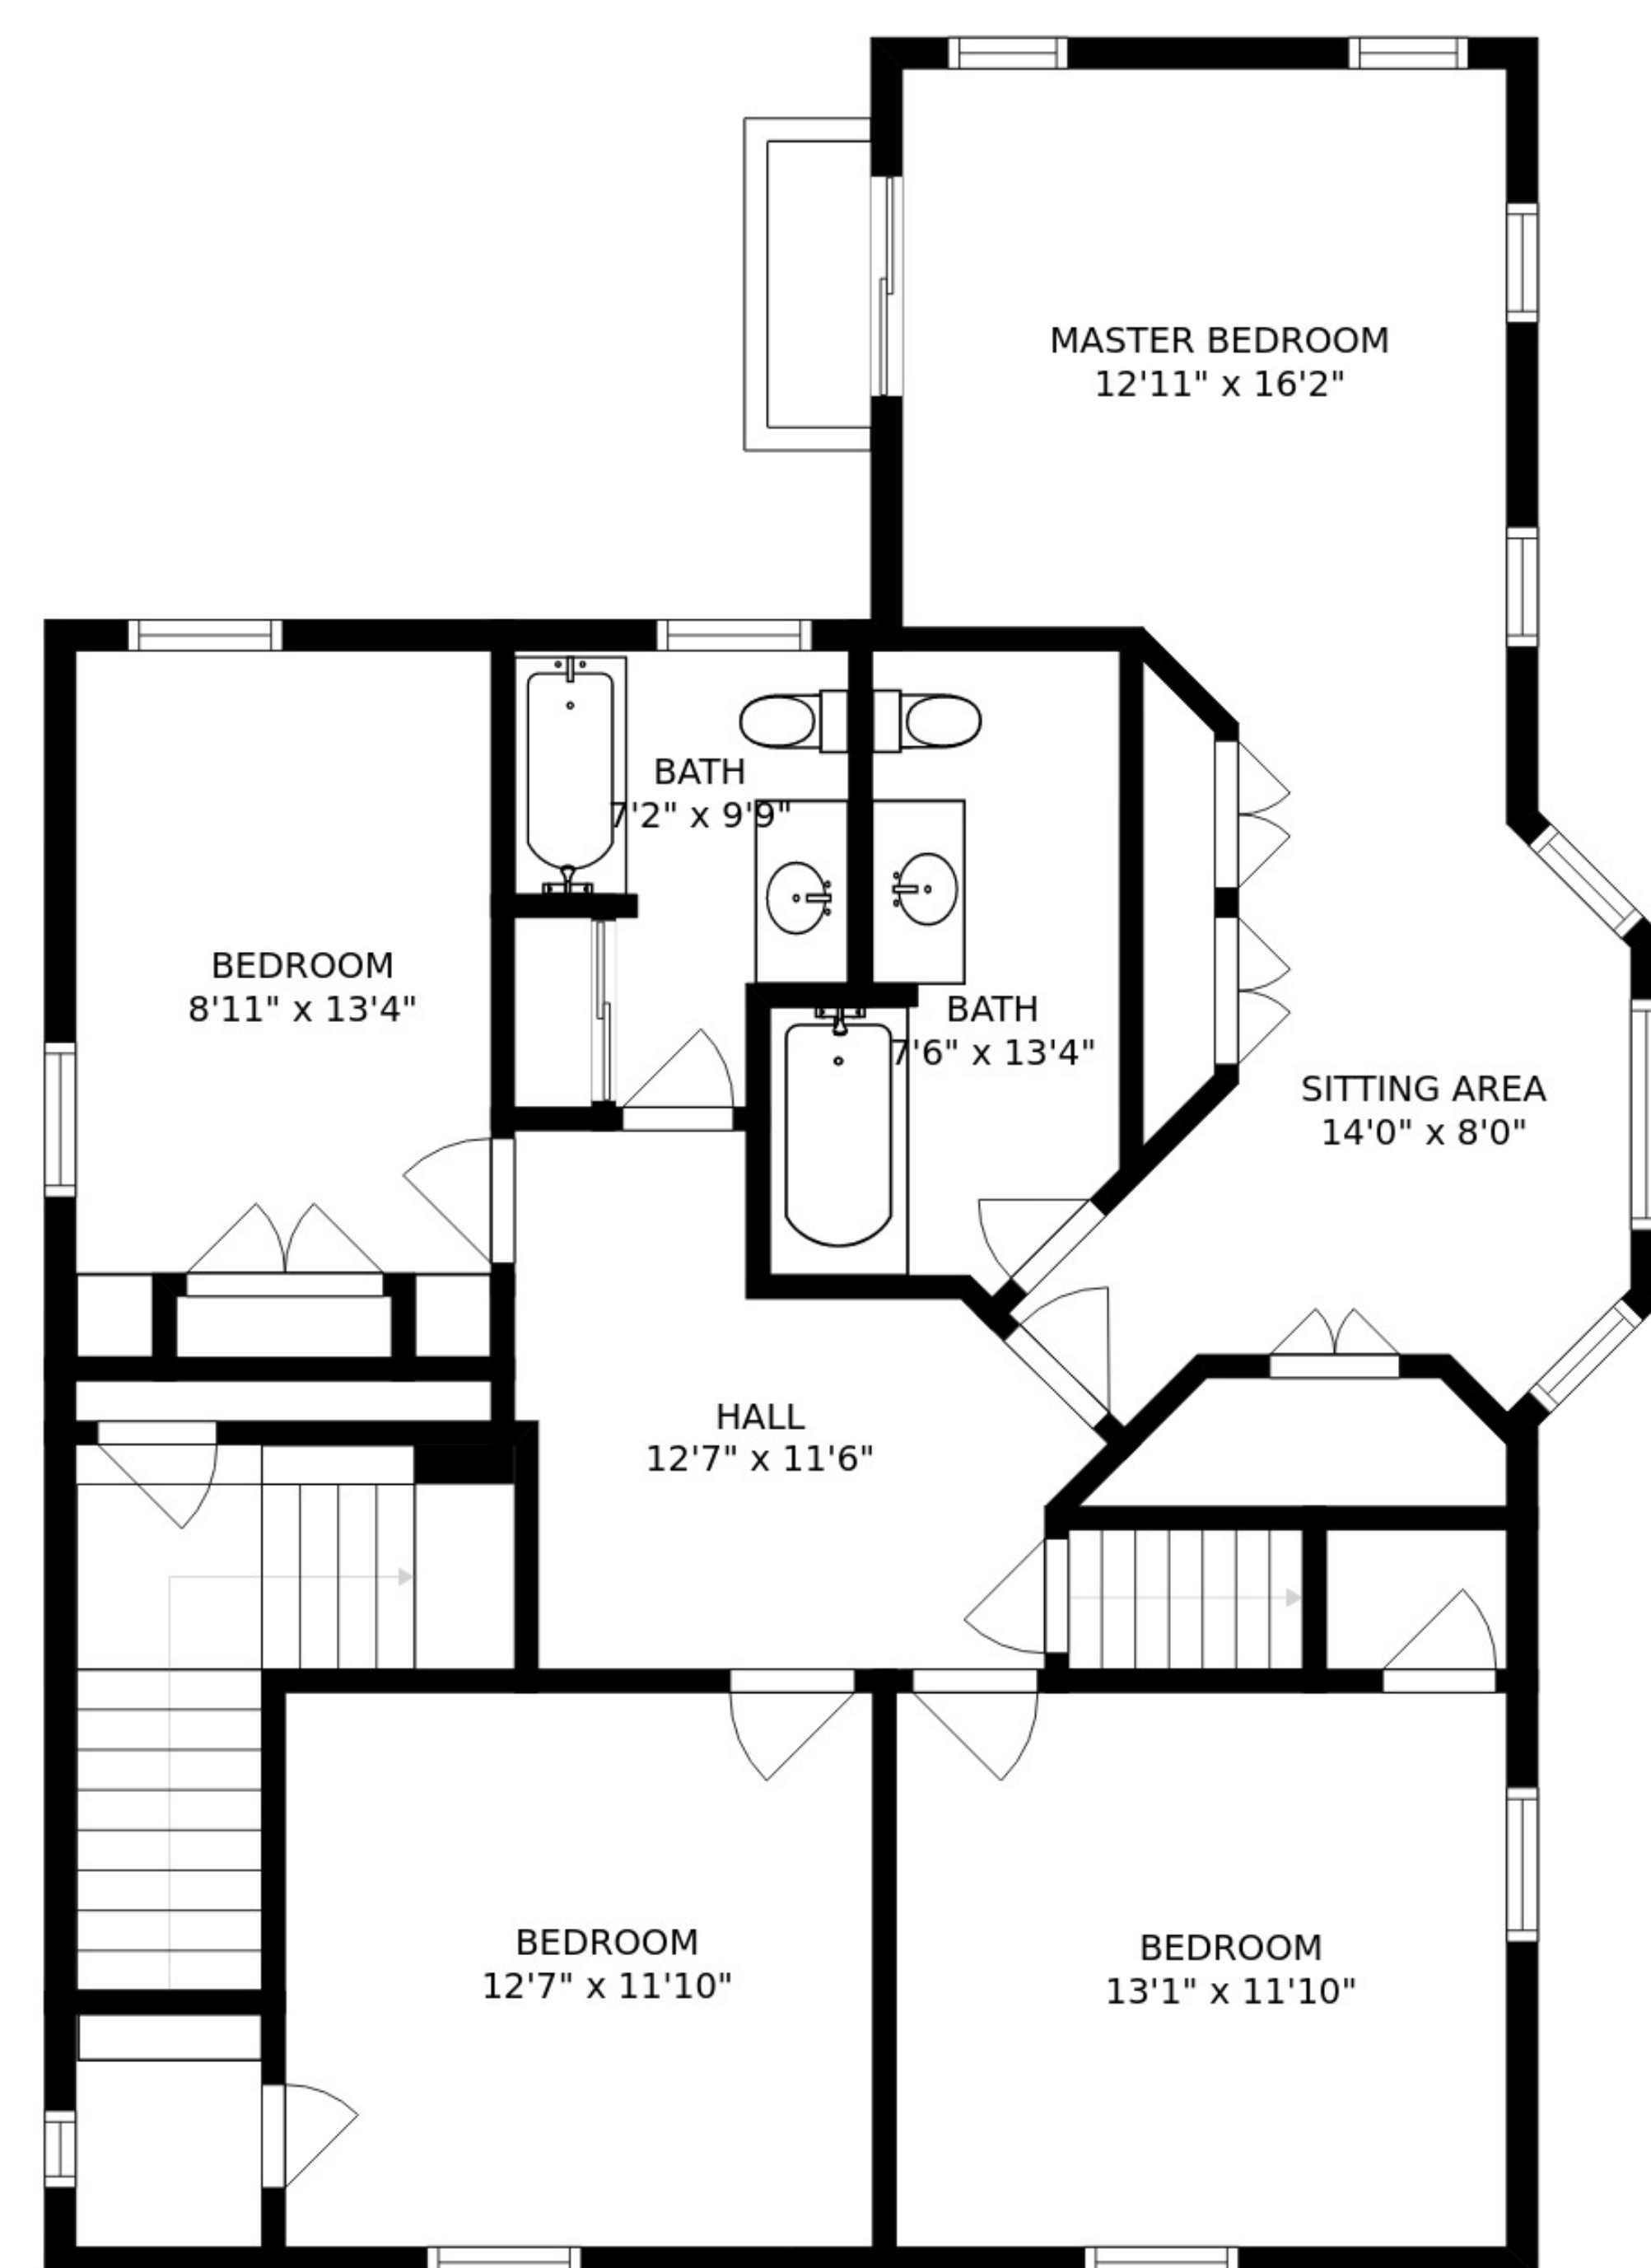 MASTER BEDROOM
12'11" x 16'2"
BATH
7'2" x 9'9"
BEDROOM
8'11" x 13'4"
BATH
7'6" x 13'4"
SITTING AREA
14'0" x 8'0"
HALL
12'7" x 11'6"
BEDROOM
12'7" x 11'10"
BEDROOM
13'1" x 11'10"